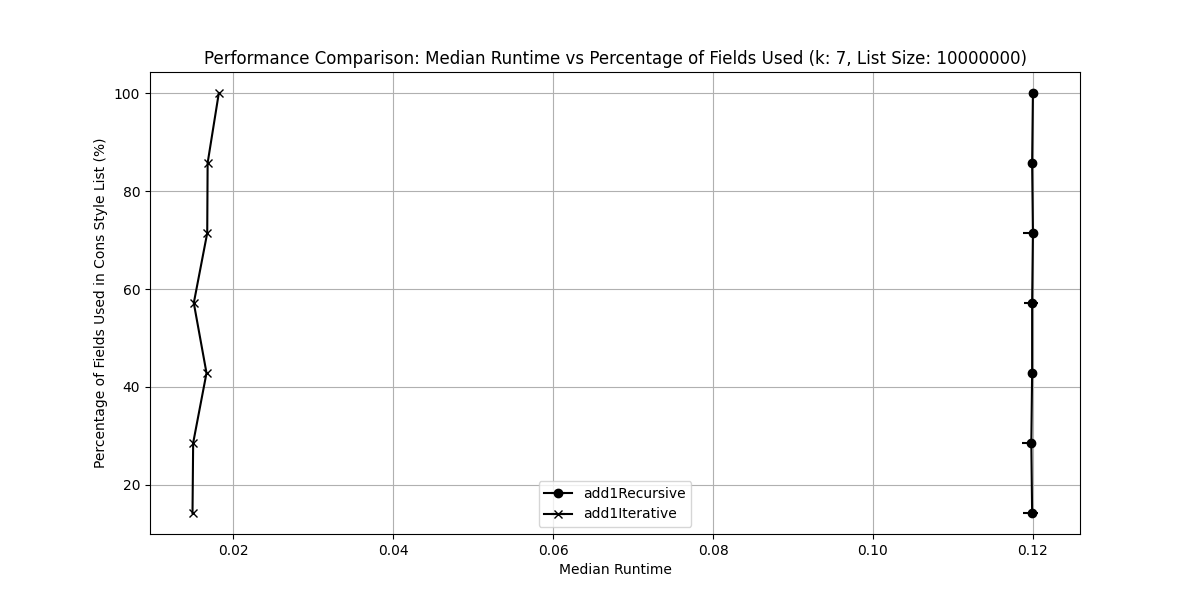 Performance Comparison: Median Runtime vs Percentage of Fields Used (k: 7, List Size: 10000000)
Percentage of Fields Used in Cons Style List (%)
100
80
60
40
20
add1Recursive
add1Iterative
0.02 0.04 0.06 0.08 0.10 0.12
Median Runtime